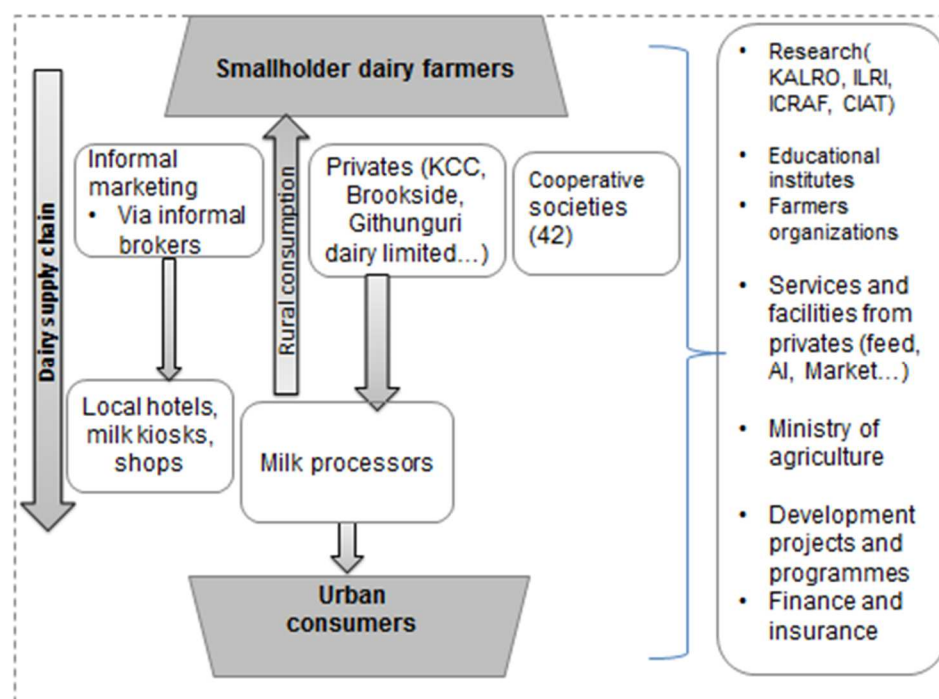 Smallholder dairy farmers
Dairy supply chain
Informal
marketing
• Via informal
brokers
Rural consumption
Privates (KCC,
Brookside,
Githunguri
dairy limited...)
Cooperative
societies
(42)
Local hotels,
milk kiosks,
shops
Milk processors
Urban
consumers
• Research(
KALRO, ILRI,
ICRAF, CIAT)
• Educational
institutes
• Farmers
organizations
• Services and
facilities from
privates (feed,
AI, Market...)
• Ministry of
agriculture
• Development
projects and
programmes
• Finance and
insurance